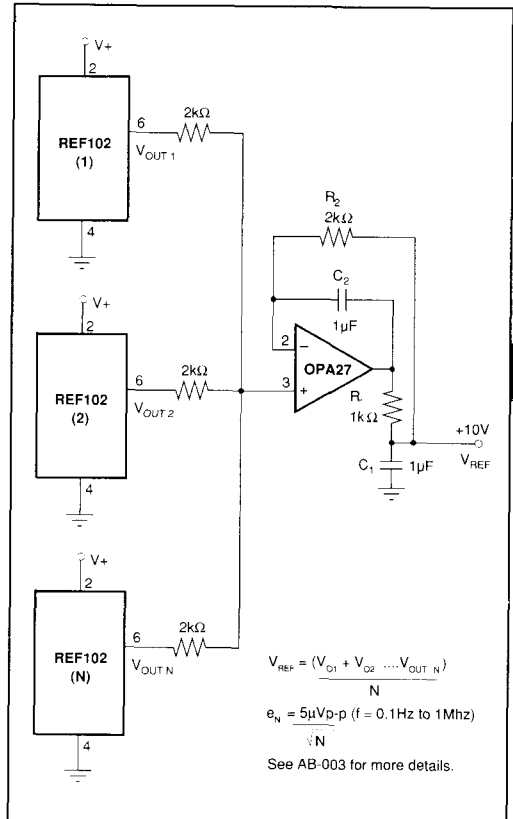 V+
2
REF102
(1)
6
V_OUT 1
2kΩ
4
V+
2
REF102
(2)
6
V_OUT 2
2kΩ
4
V+
2
REF102
(N)
6
V_OUT N
2kΩ
4
R₂
2kΩ
C₂
1µF
2
−
OPA27
3
+
R.
1kΩ
+10V
V_REF
C₁
1µF
V_REF = (V_O1 + V_O2 ....V_OUT N)
N
e_N = 5µVp-p (f = 0.1Hz to 1Mhz)
√N
See AB-003 for more details.